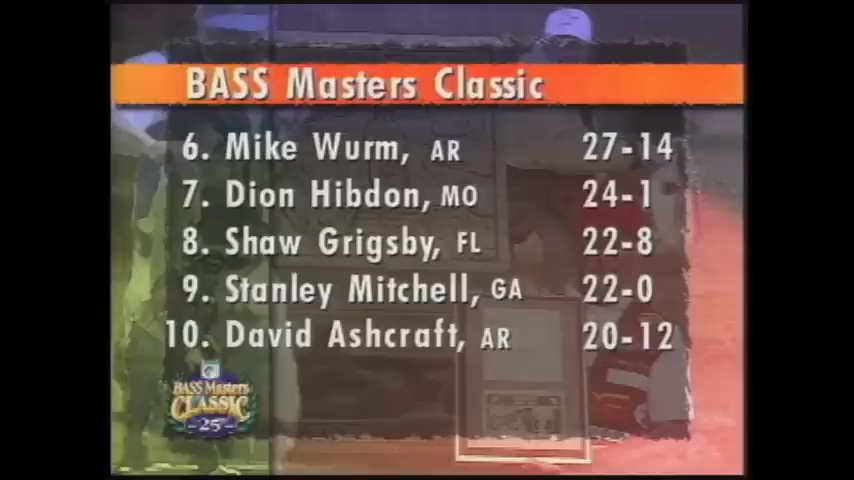 BASS Masters Classic
6. Mike Wurm, AR 27-14
7. Dion Hibdon, MO 24-1
8. Shaw Grigsby, FL 22-8
9. Stanley Mitchell, GA 22-0
10. David Ashcraft, AR 20-12
BASS Masters
CLASSIC
25